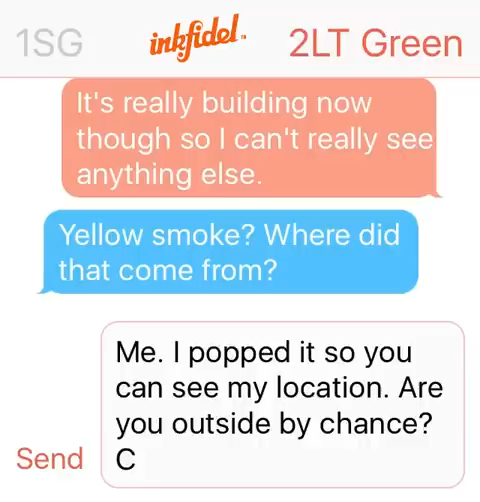 1SG inkfidel™ 2LT Green
It's really building now
though so I can't really see
anything else.
Yellow smoke? Where did
that come from?
Me. I popped it so you
can see my location. Are
you outside by chance?
Send C